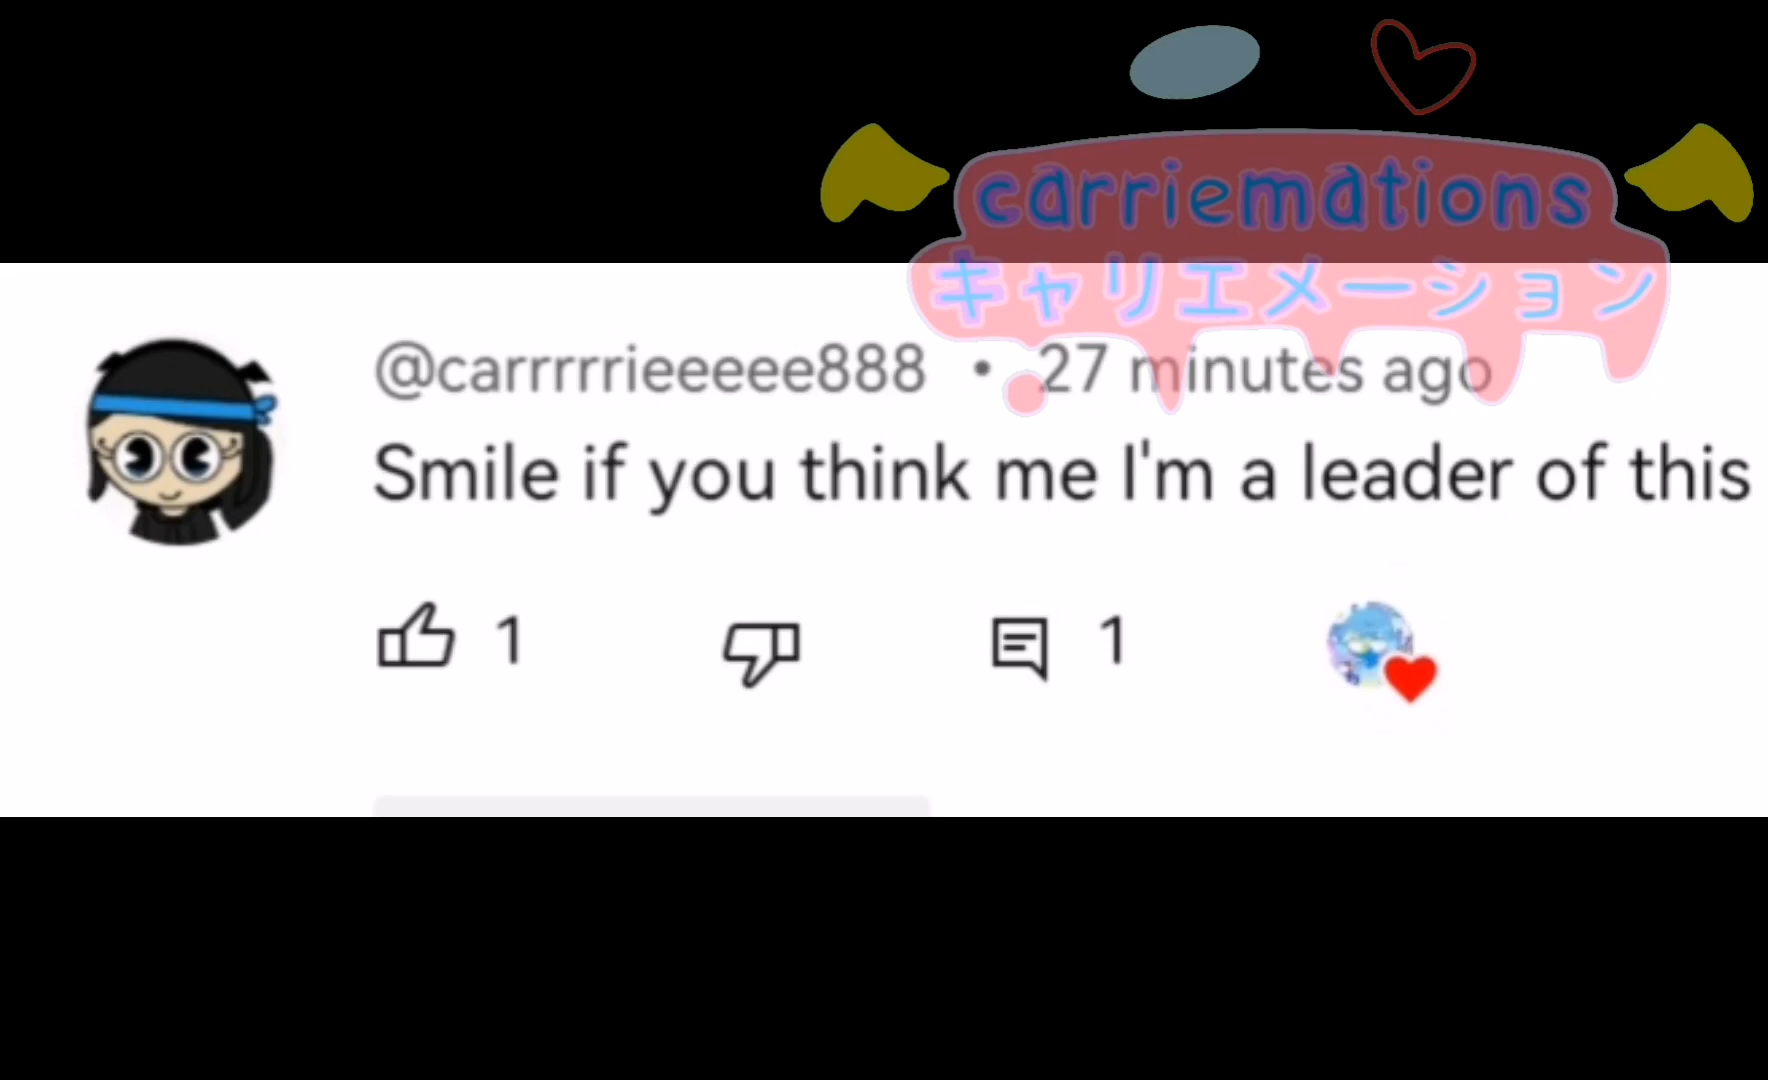 carriemations
キャリエメーション
@carrrrrieeeeee888 • 27 minutes ago
Smile if you think me I'm a leader of this
1
1